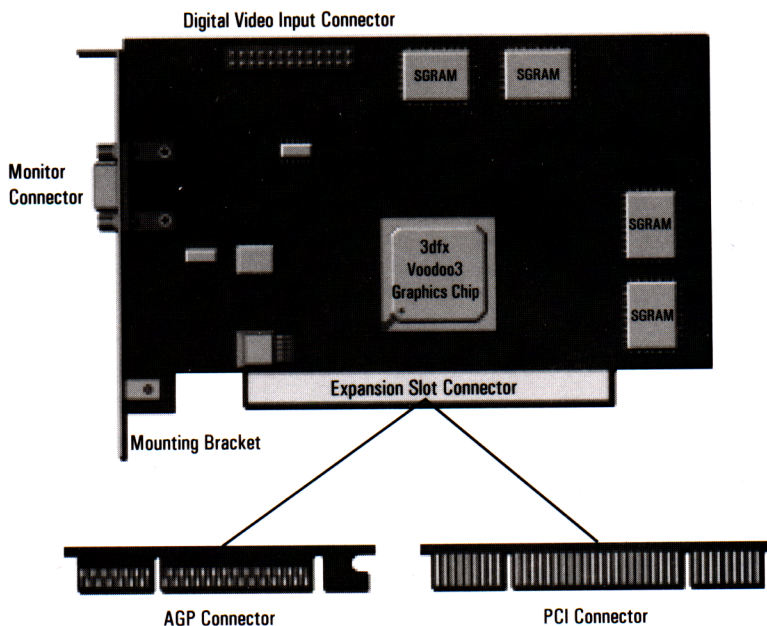 Digital Video Input Connector
SGRAM
SGRAM
Monitor
Connector
SGRAM
3dfx
Voodoo3
Graphics Chip
SGRAM
Expansion Slot Connector
Mounting Bracket
AGP Connector
PCI Connector